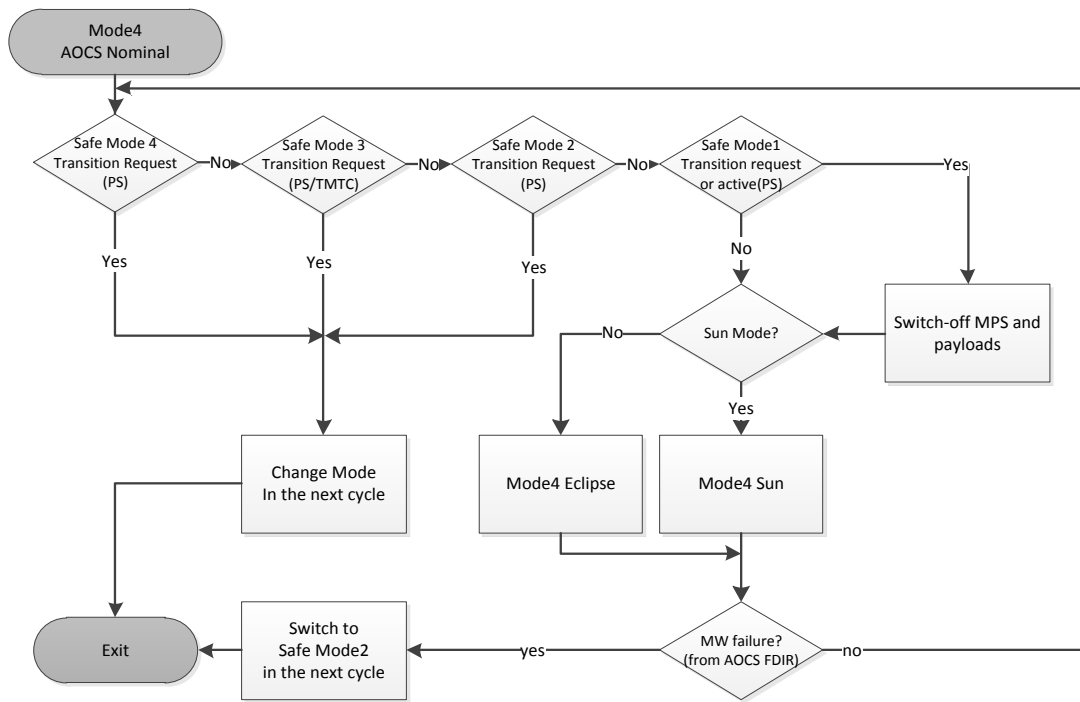 Mode4
AOCS Nominal
Safe Mode 4
Transition Request
(PS)
No
Safe Mode 3
Transition Request
(PS/TMTC)
No
Safe Mode 2
Transition Request
(PS)
No
Safe Mode1
Transition request
or active(PS)
Yes
Yes
Yes
Yes
No
Switch-off MPS and
payloads
Sun Mode?
No
Yes
Change Mode
In the next cycle
Mode4 Eclipse
Mode4 Sun
Exit
Switch to
Safe Mode2
in the next cycle
yes
MW failure?
(from AOCS FDIR)
no